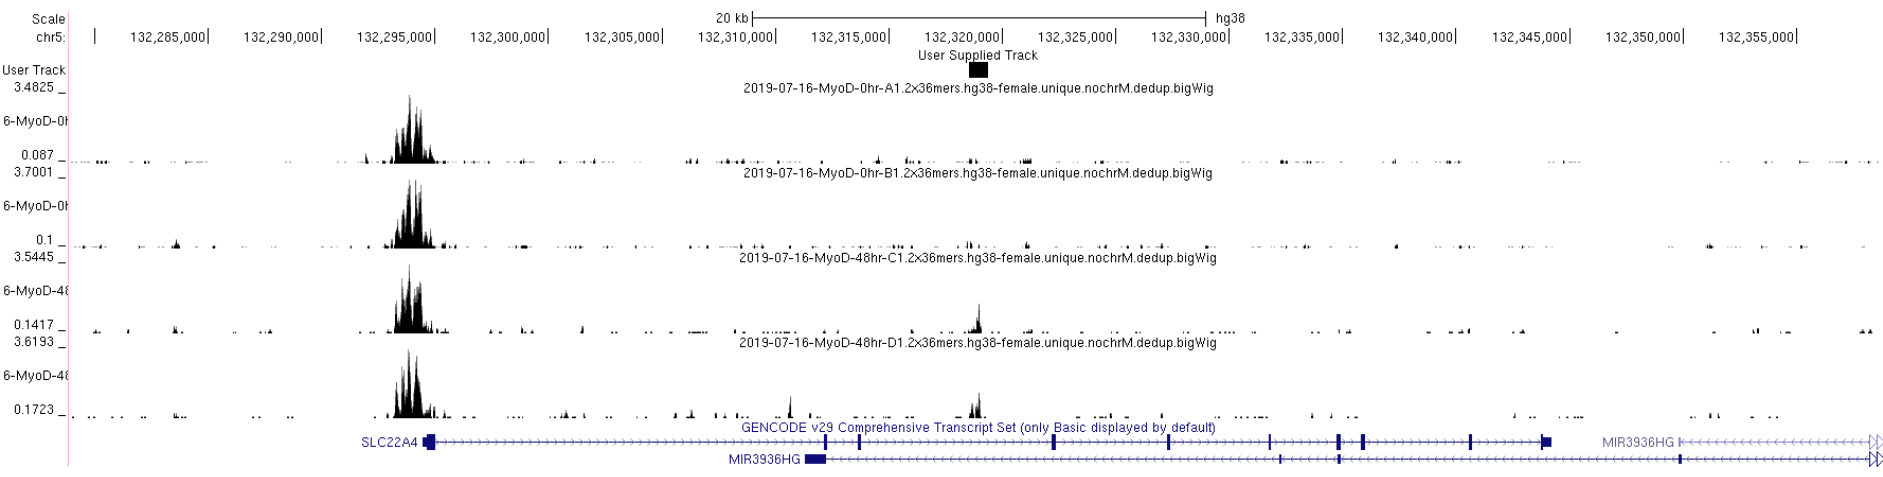 Scale 20 kb hg38
chr5: 132,285,000 132,290,000 132,295,000 132,300,000 132,305,000 132,310,000 132,315,000 132,320,000 132,325,000 132,330,000 132,335,000 132,340,000 132,345,000 132,350,000 132,355,000
User Supplied Track
User Track
3.4825 _ 2019-07-16-MyoD-0hr-A1.2x36mers.hg38-female.unique.nochrM.dedup.bigWig
6-MyoD-0h
0.087 _
3.7001 _ 2019-07-16-MyoD-0hr-B1.2x36mers.hg38-female.unique.nochrM.dedup.bigWig
6-MyoD-0h
0.1 _
3.5445 _ 2019-07-16-MyoD-48hr-C1.2x36mers.hg38-female.unique.nochrM.dedup.bigWig
6-MyoD-48
0.1417 _
3.6193 _ 2019-07-16-MyoD-48hr-D1.2x36mers.hg38-female.unique.nochrM.dedup.bigWig
6-MyoD-48
0.1723 _
GENCODE v29 Comprehensive Transcript Set (only Basic displayed by default)
SLC22A4 MIR3936HG
MIR3936HG